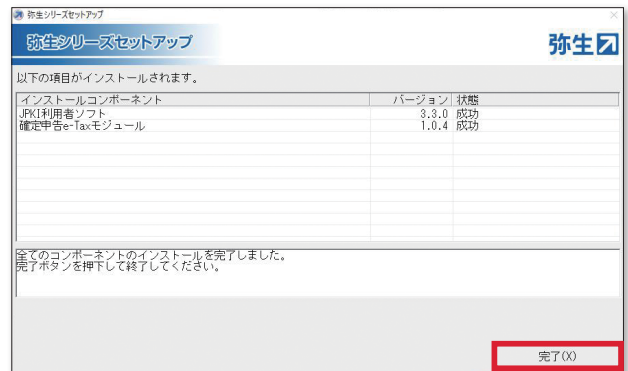 弥生シリーズセットアップ
弥生シリーズセットアップ
弥生
以下の項目がインストールされます。
インストールコンポーネント バージョン 状態
JPKI利用者ソフト 3.3.0 成功
確定申告e-Taxモジュール 1.0.4 成功
全てのコンポーネントのインストールを完了しました。
完了ボタンを押下して終了してください。
完了(X)